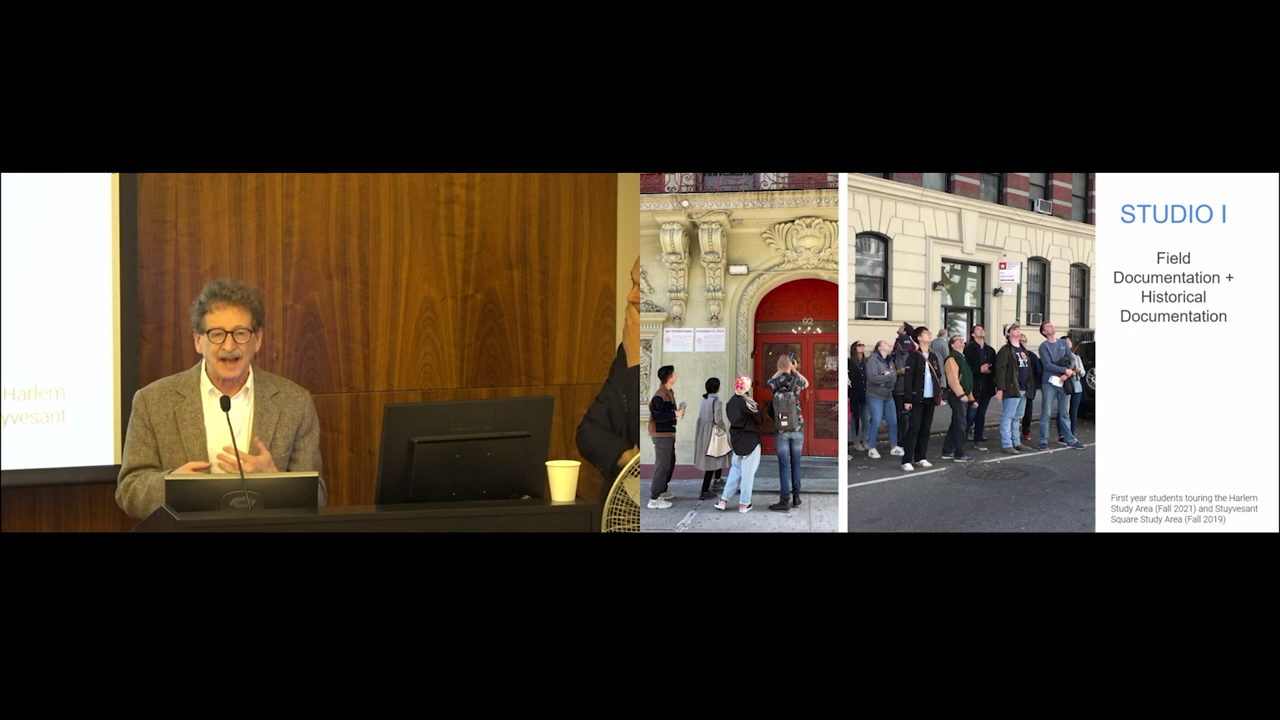 Harlem
yvesant
92
STUDIO I
Field
Documentation +
Historical
Documentation
First year students touring the Harlem
Study Area (Fall 2021) and Stuyvesant
Square Study Area (Fall 2019)